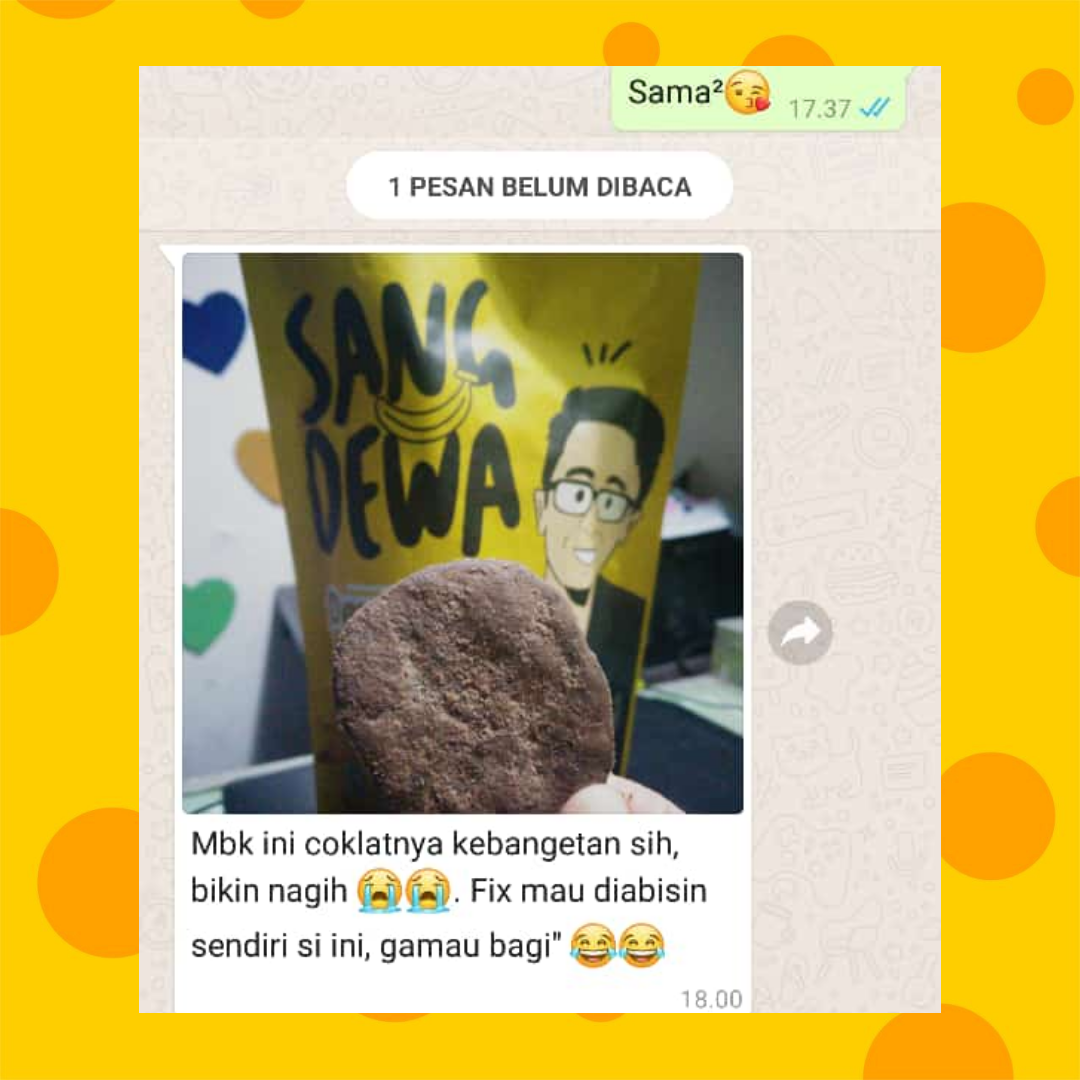 Sama²😘 17.37
1 PESAN BELUM DIBACA
SANG
DEWA
Mbk ini coklatnya kebangetan sih,
bikin nagih 😭😭. Fix mau diabisin
sendiri si ini, gamau bagi" 😂😂
18.00